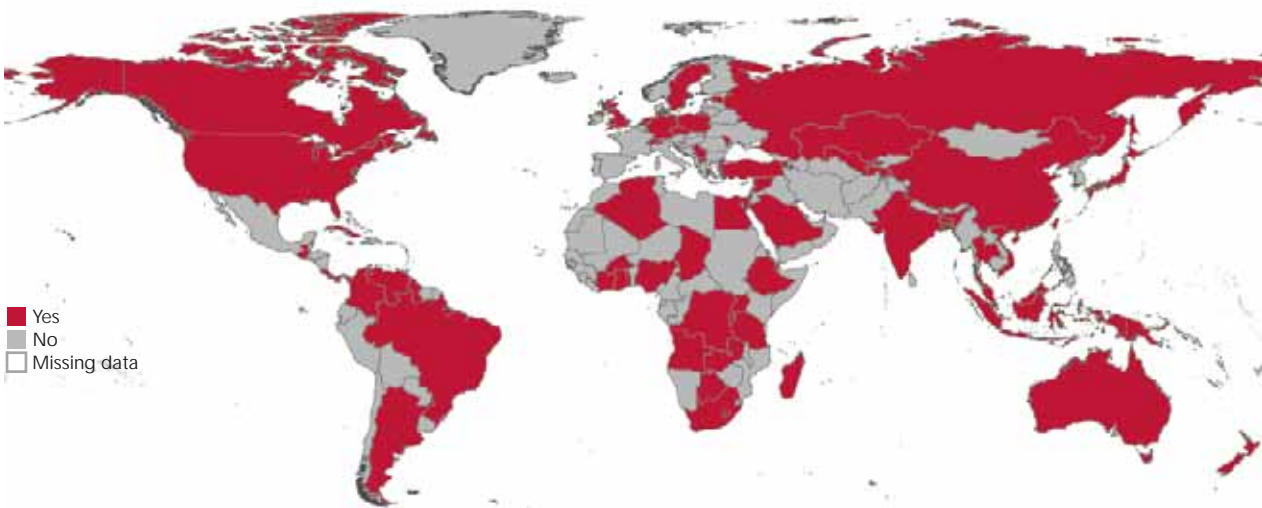 Yes
No
Missing data